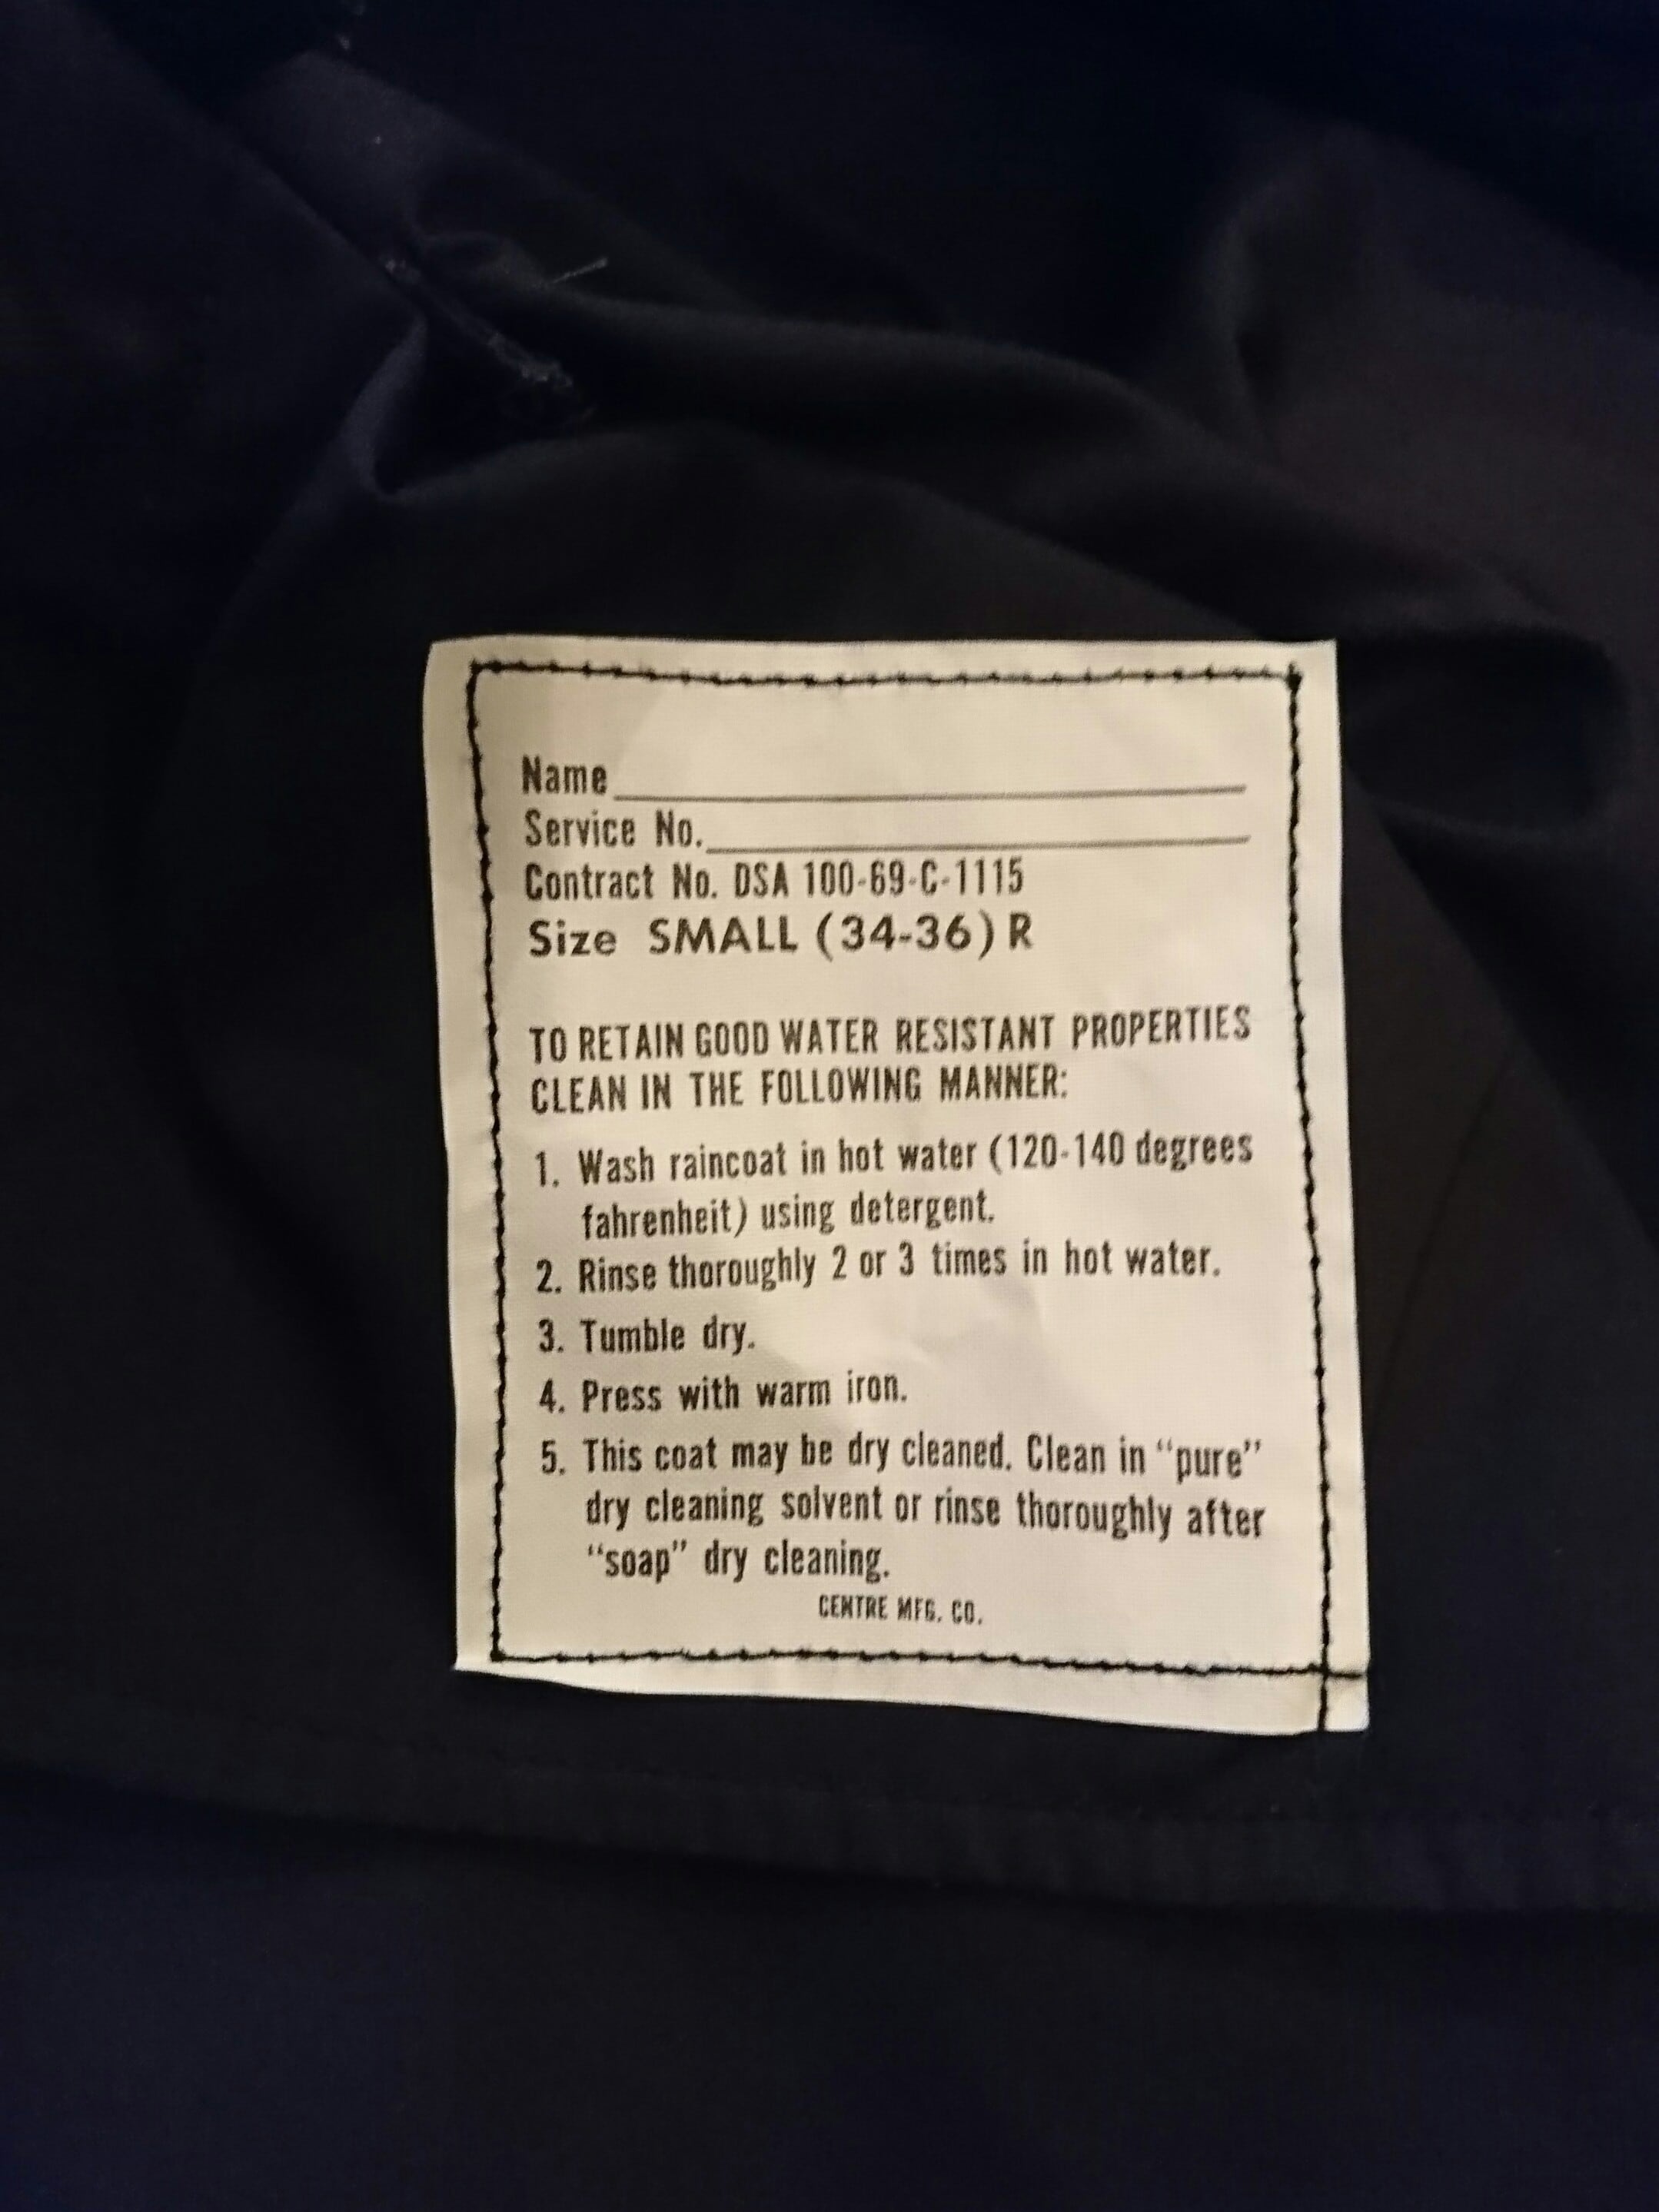 Name
Service No.
Contract No. DSA 100-69-C-1115
Size SMALL (34-36) R
TO RETAIN GOOD WATER RESISTANT PROPERTIES
CLEAN IN THE FOLLOWING MANNER:
1. Wash raincoat in hot water (120-140 degrees
fahrenheit) using detergent.
2. Rinse thoroughly 2 or 3 times in hot water.
3. Tumble dry.
4. Press with warm iron.
5. This coat may be dry cleaned. Clean in “pure”
dry cleaning solvent or rinse thoroughly after
“soap” dry cleaning.
CENTRE MFG. CO.